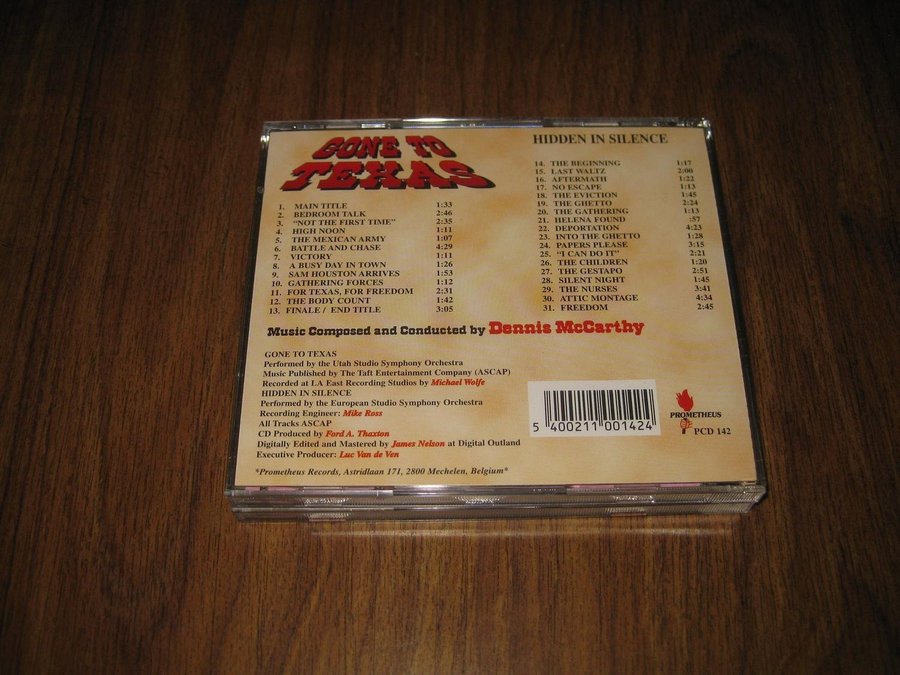 GONE TO
TEXAS
1. MAIN TITLE 1:33
2. BEDROOM TALK 2:46
3. "NOT THE FIRST TIME" 2:35
4. HIGH NOON 1:11
5. THE MEXICAN ARMY 1:07
6. BATTLE AND CHASE 4:29
7. VICTORY 1:11
8. A BUSY DAY IN TOWN 1:26
9. SAM HOUSTON ARRIVES 1:53
10. GATHERING FORCES 1:12
11. FOR TEXAS, FOR FREEDOM 2:31
12. THE BODY COUNT 1:42
13. FINALE / END TITLE 3:05
HIDDEN IN SILENCE
14. THE BEGINNING 1:17
15. LAST WALTZ 2:00
16. AFTERMATH 1:22
17. NO ESCAPE 1:13
18. THE EVICTION 1:45
19. THE GHETTO 2:24
20. THE GATHERING 1:13
21. HELENA FOUND :57
22. DEPORTATION 4:23
23. INTO THE GHETTO 1:28
24. PAPERS PLEASE 3:15
25. "I CAN DO IT" 2:21
26. THE CHILDREN 1:20
27. THE GESTAPO 2:51
28. SILENT NIGHT 1:45
29. THE NURSES 3:41
30. ATTIC MONTAGE 4:34
31. FREEDOM 2:45
Music Composed and Conducted by Dennis McCarthy
GONE TO TEXAS
Performed by the Utah Studio Symphony Orchestra
Music Published by The Taft Entertainment Company (ASCAP)
Recorded at LA East Recording Studios by Michael Wolfe
HIDDEN IN SILENCE
Performed by the European Studio Symphony Orchestra
Recording Engineer: Mike Ross
All Tracks ASCAP
CD Produced by Ford A. Thaxton
Digitally Edited and Mastered by James Nelson at Digital Outland
Executive Producer: Luc Van de Ven
*Prometheus Records, Astridlaan 171, 2800 Mechelen, Belgium*
5 400211 001424
PROMETHEUS
PCD 142